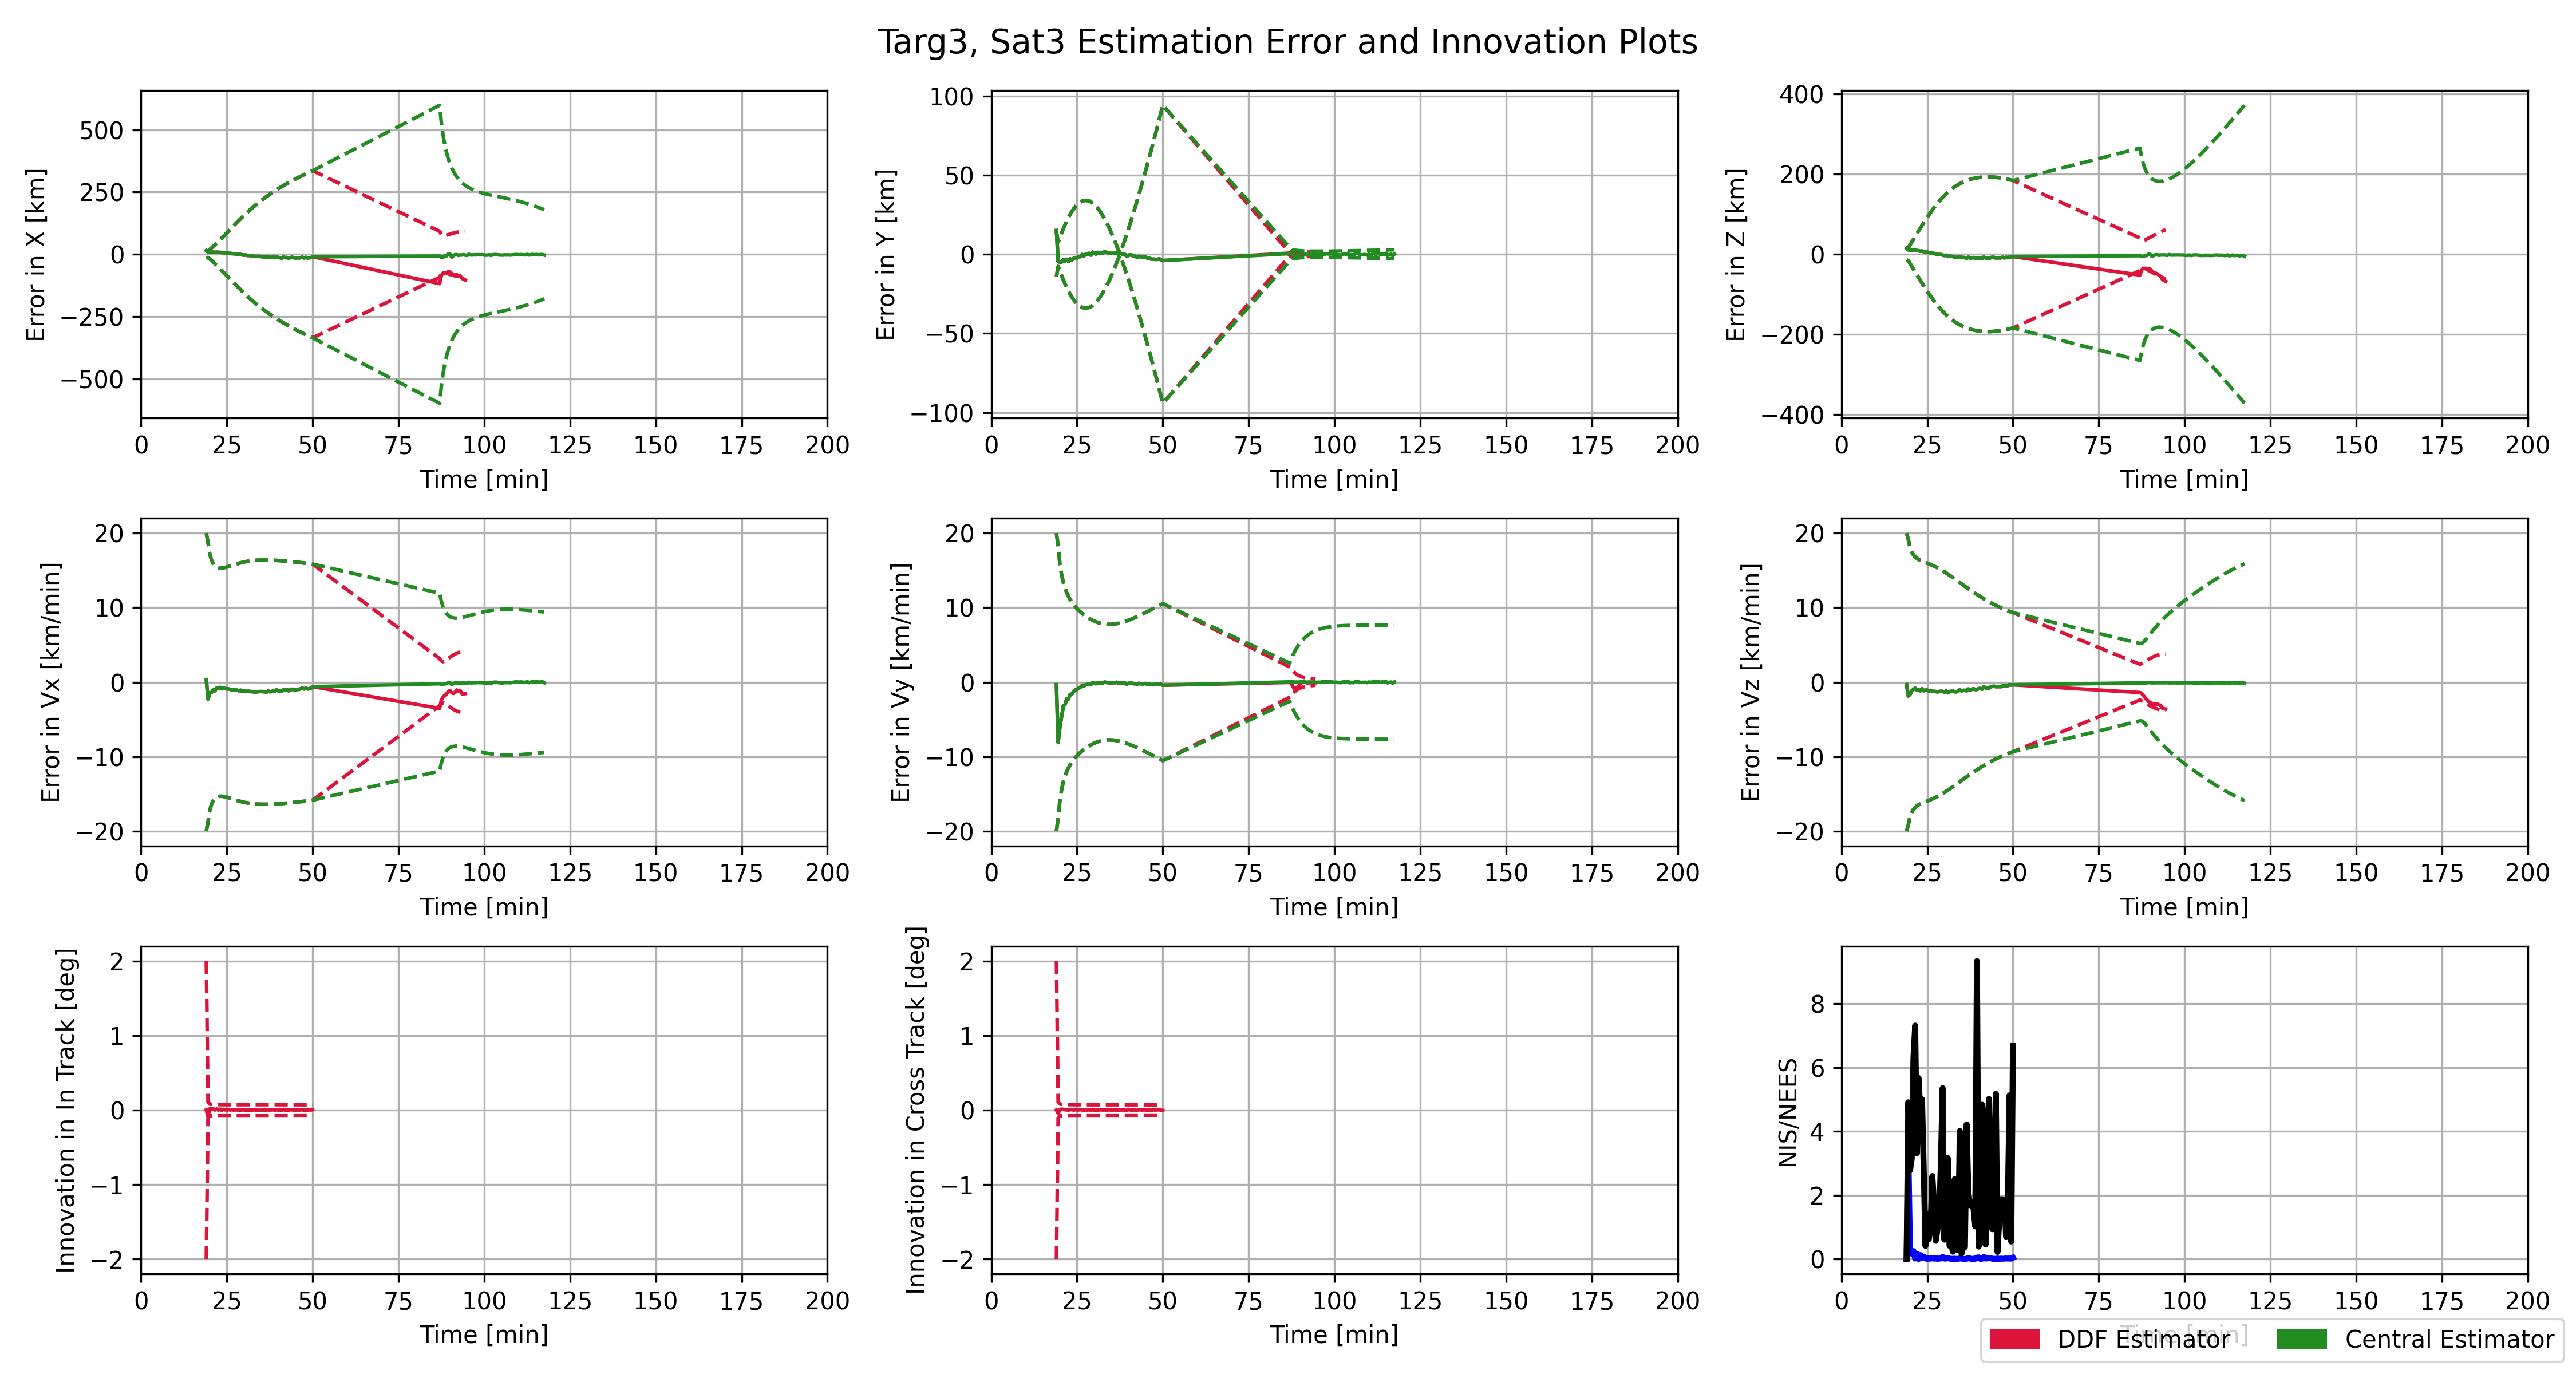 Targ3, Sat3 Estimation Error and Innovation Plots
Error in X [km]
500
250
0
−250
−500
0 25 50 75 100 125 150 175 200
Time [min]
Error in Y [km]
100
50
0
−50
−100
0 25 50 75 100 125 150 175 200
Time [min]
Error in Z [km]
400
200
0
−200
−400
0 25 50 75 100 125 150 175 200
Time [min]
Error in Vx [km/min]
20
10
0
−10
−20
0 25 50 75 100 125 150 175 200
Time [min]
Error in Vy [km/min]
20
10
0
−10
−20
0 25 50 75 100 125 150 175 200
Time [min]
Error in Vz [km/min]
20
10
0
−10
−20
0 25 50 75 100 125 150 175 200
Time [min]
Innovation in In Track [deg]
2
1
0
−1
−2
0 25 50 75 100 125 150 175 200
Time [min]
Innovation in Cross Track [deg]
2
1
0
−1
−2
0 25 50 75 100 125 150 175 200
Time [min]
NIS/NEES
8
6
4
2
0
0 25 50 75 100 125 150 175 200
Time [min]
DDF Estimator
Central Estimator